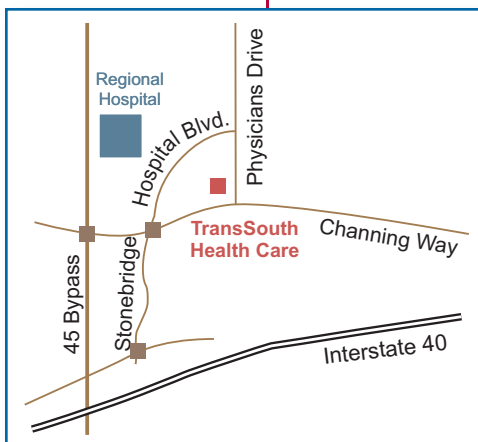 Regional
Hospital
Hospital Blvd.
Physicians Drive
TransSouth
Health Care
Channing Way
45 Bypass
Stonebridge
Interstate 40